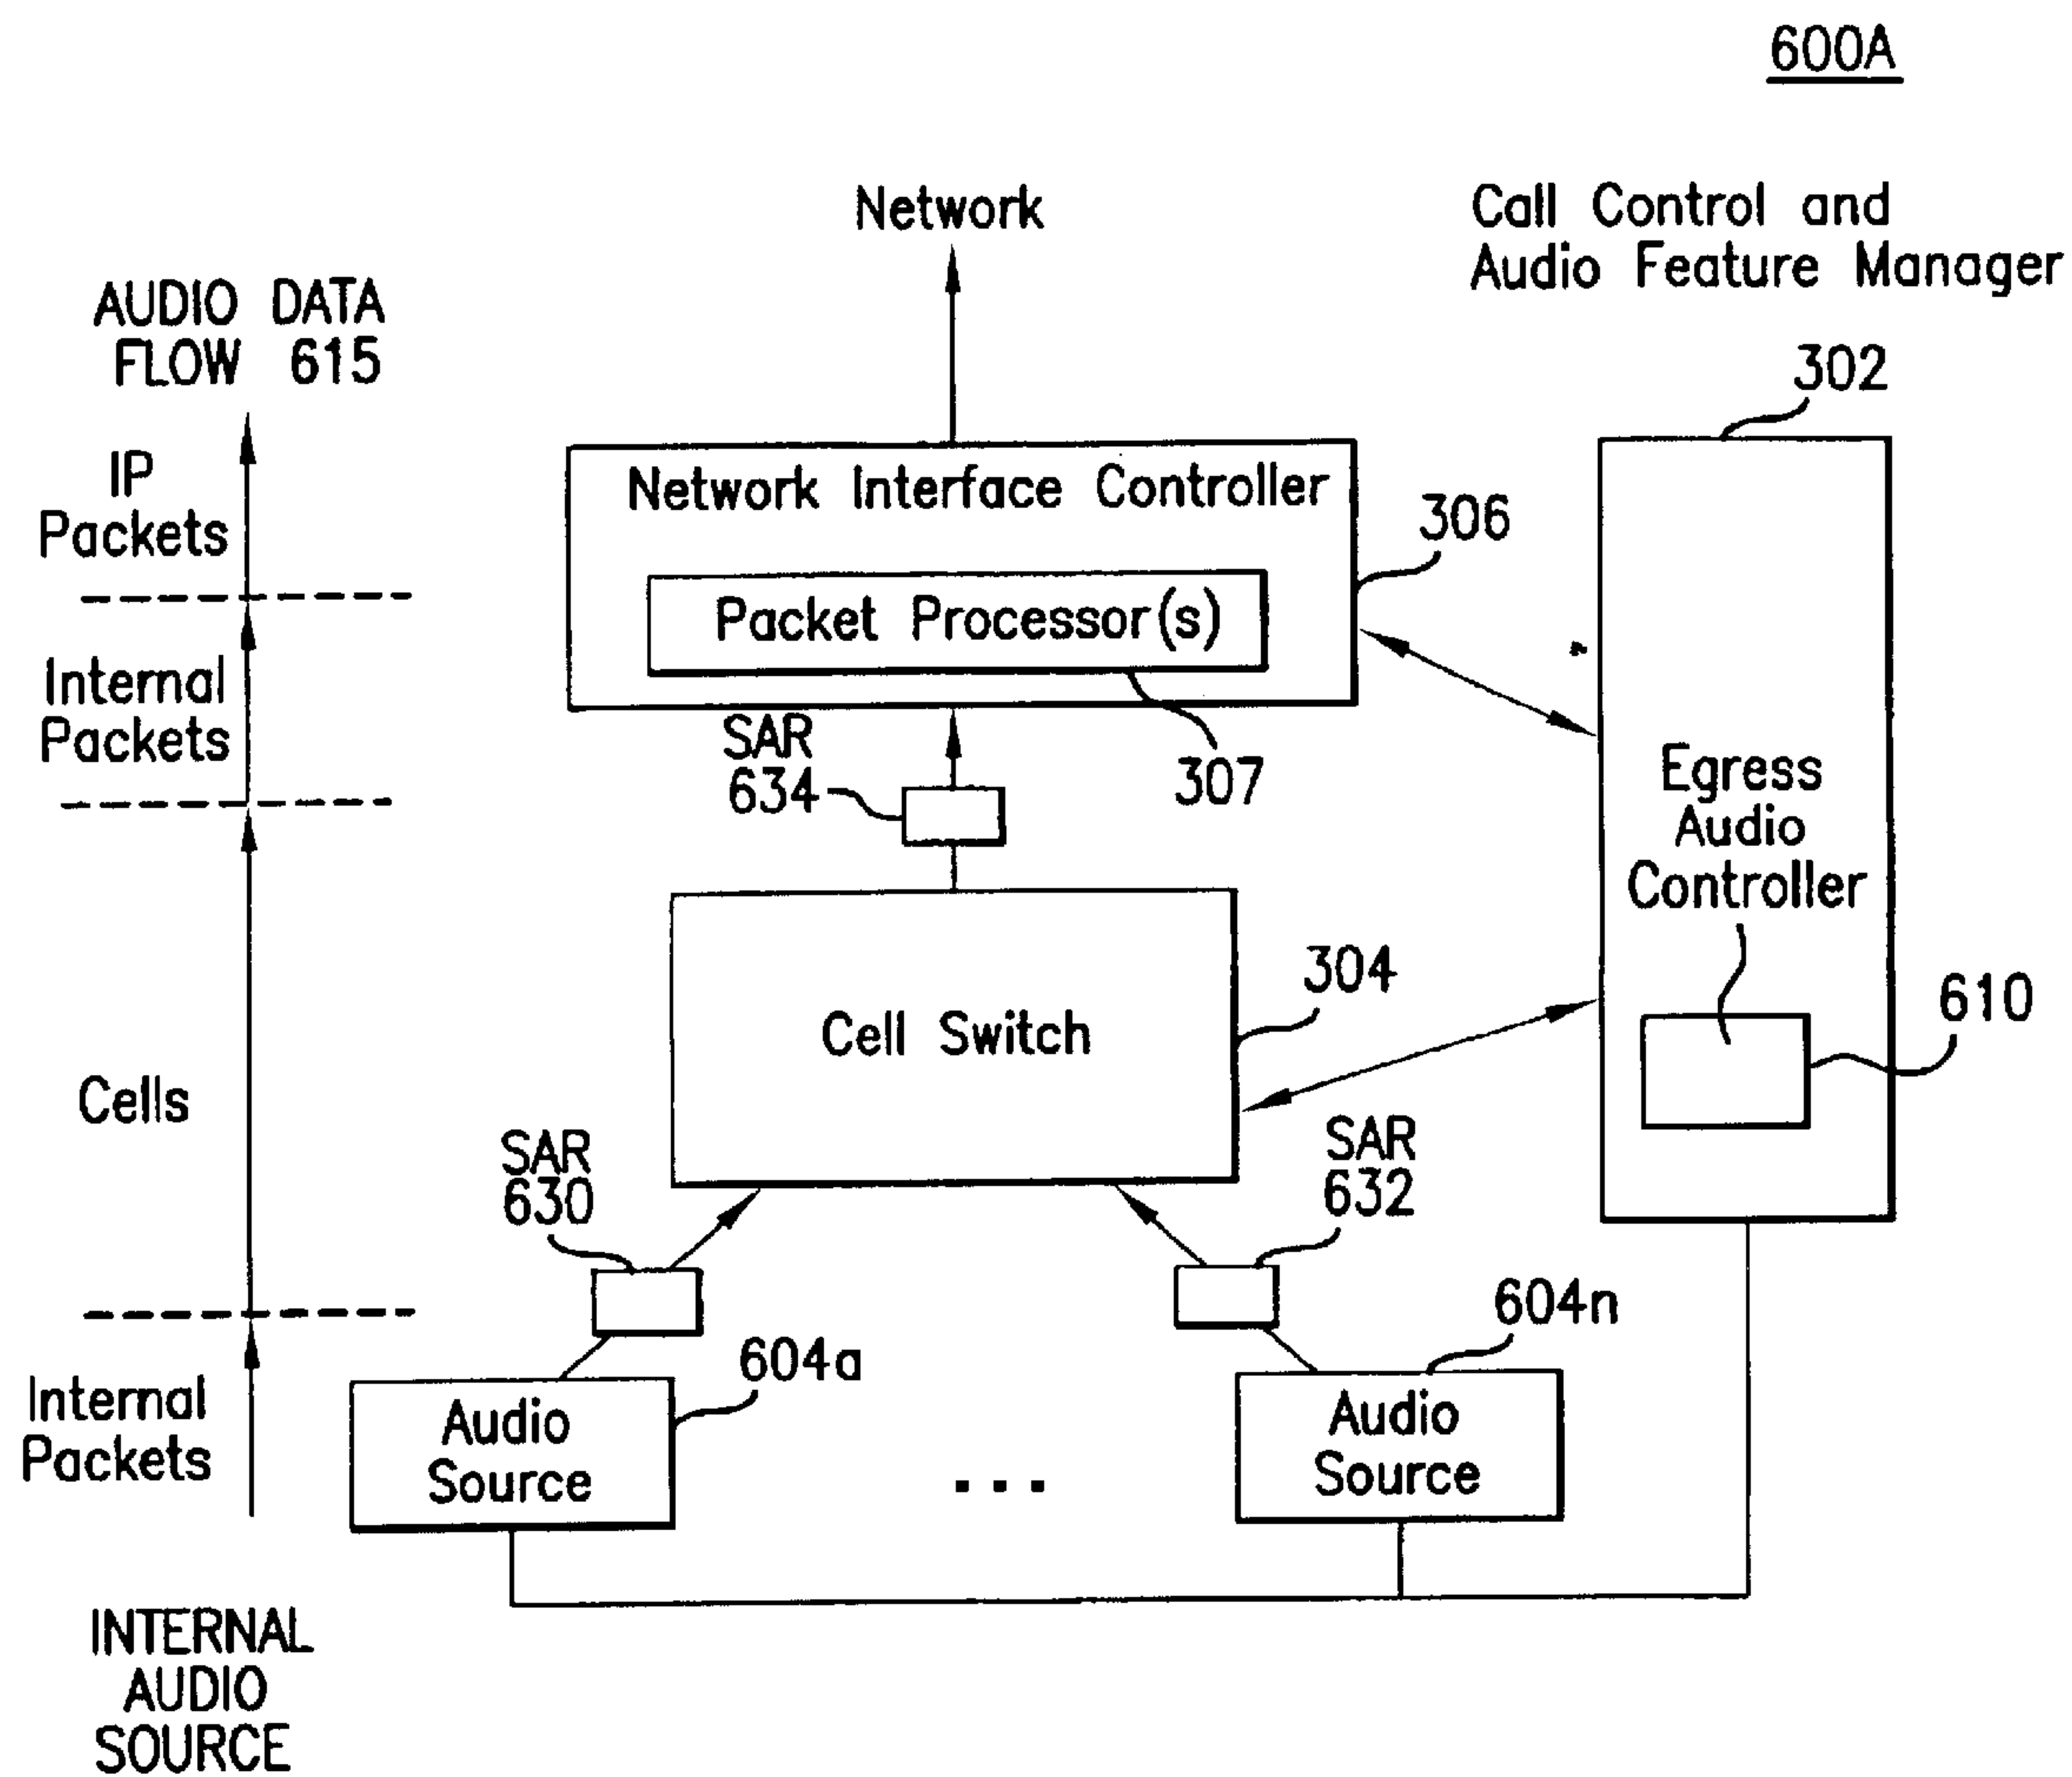 600A
Network
Call Control and
Audio Feature Manager
AUDIO DATA
FLOW 615
302
IP
Packets
Network Interface Controller
306
Packet Processor(s)
Internal
Packets
SAR
634
307
Egress
Audio
Controller
304
610
Cell Switch
Cells
SAR
630
SAR
632
604n
604a
Internal
Packets
Audio
Source
...
Audio
Source
INTERNAL
AUDIO
SOURCE